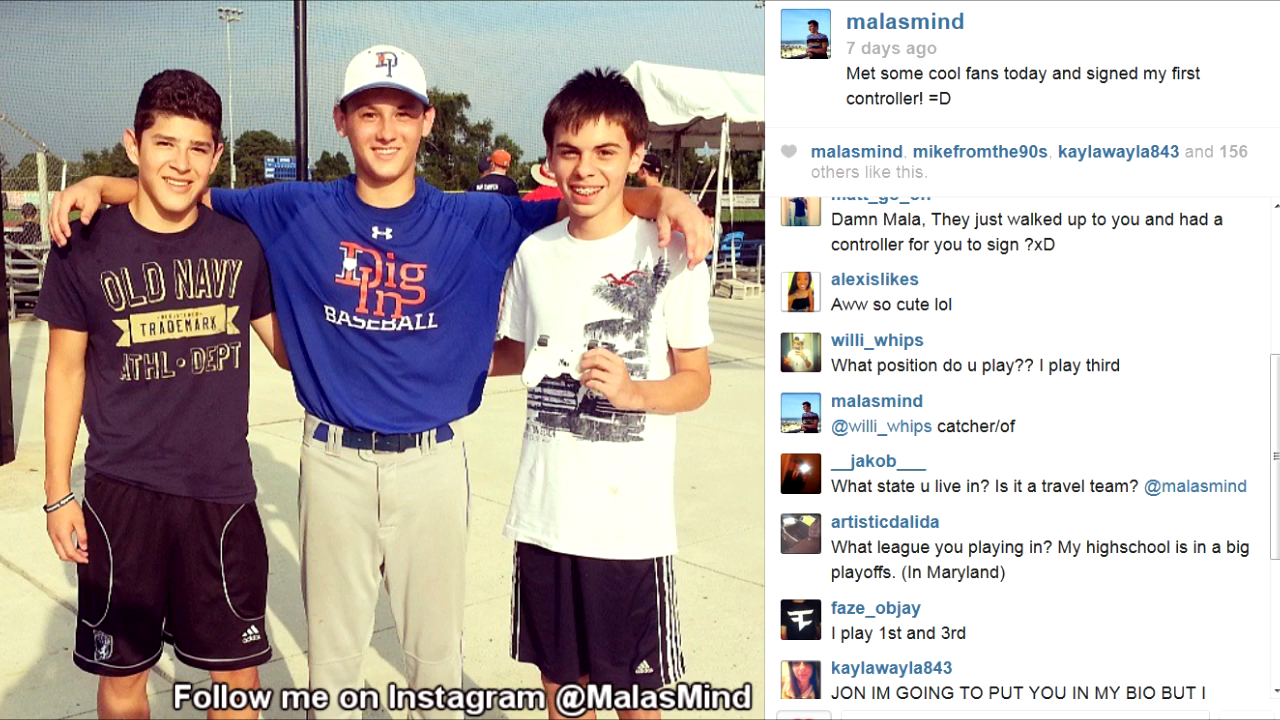 malasmind
7 days ago
Met some cool fans today and signed my first
controller! =D
malasmind, mikefromthe90s, kaylawayla843 and 156
others like this.
matt_go_off
Damn Mala, They just walked up to you and had a
controller for you to sign ?xD
alexislikes
Aww so cute lol
willi_whips
What position do u play?? I play third
malasmind
@willi_whips catcher/of
__jakob___
What state u live in? Is it a travel team? @malasmind
artisticdalida
What league you playing in? My highschool is in a big
playoffs. (In Maryland)
faze_objay
I play 1st and 3rd
kaylawayla843
JON IM GOING TO PUT YOU IN MY BIO BUT I
DI
OLD NAVY
TRADEMARK
ATHL · DEPT
Dig
In
BASEBALL
adidas
adidas
Follow me on Instagram @MalasMind